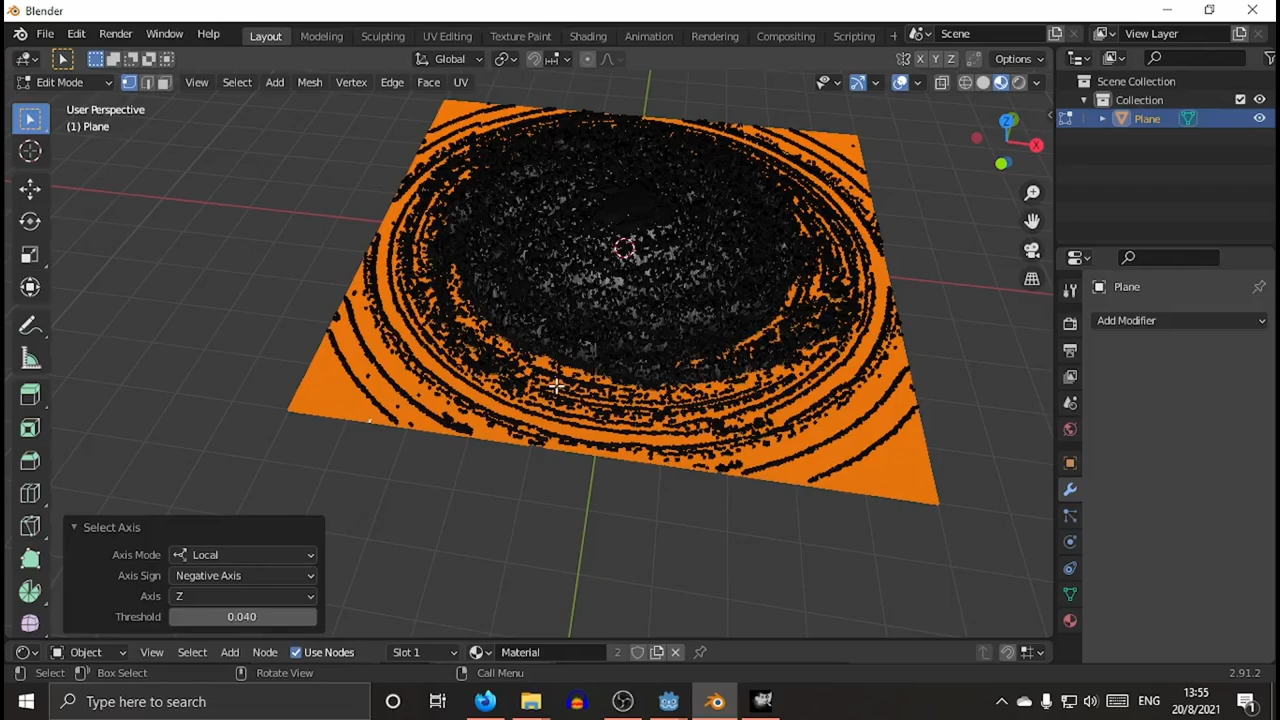 Blender
File Edit Render Window Help Layout Modeling Sculpting UV Editing Texture Paint Shading Animation Rendering Compositing Scripting + Scene View Layer
Global X Y Z Options
Edit Mode View Select Add Mesh Vertex Edge Face UV
Scene Collection
Collection
Plane
User Perspective
(1) Plane
Z
X
Plane
Add Modifier
Select Axis
Axis Mode Local
Axis Sign Negative Axis
Axis Z
Threshold 0.040
Object View Select Add Node Use Nodes Slot 1 Material 2
Select Box Select Rotate View Call Menu 2.91.2
Type here to search
ENG
13:55
20/8/2021
1